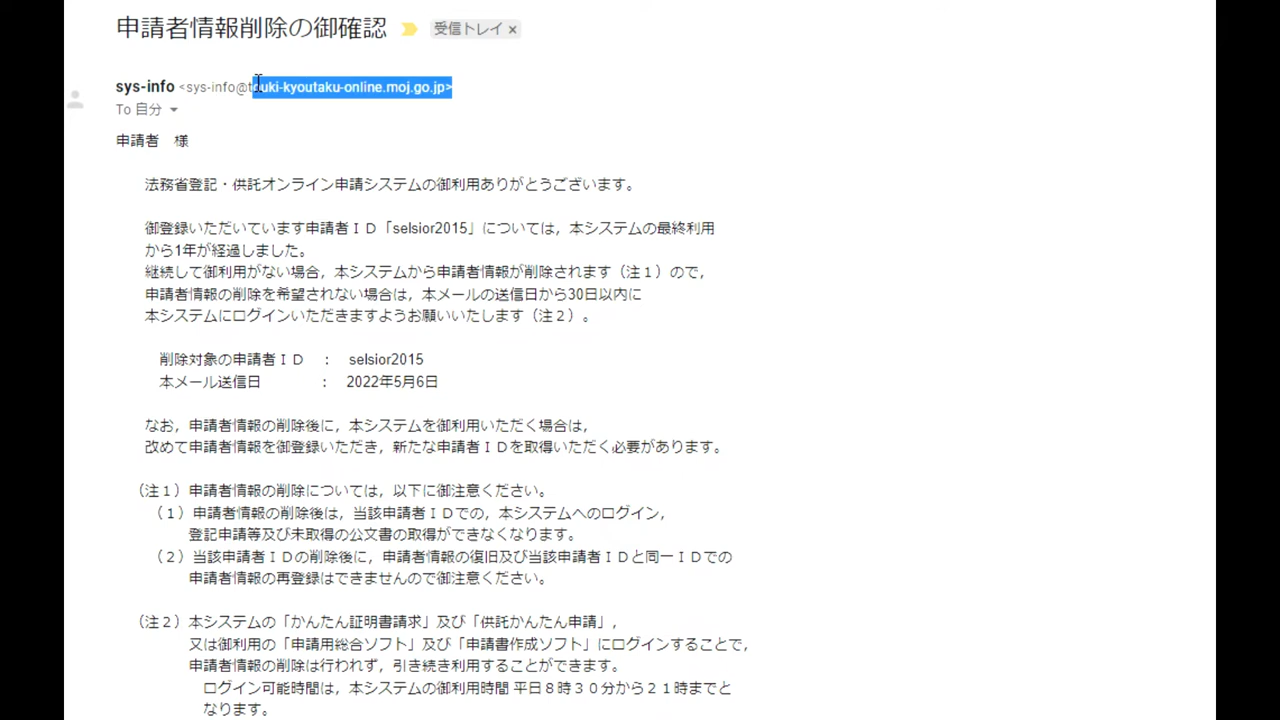 申請者情報削除の御確認 受信トレイ ×
sys-info <sys-info@touki-kyoutaku-online.moj.go.jp>
To 自分
申請者　様
法務省登記・供託オンライン申請システムの御利用ありがとうございます。
御登録いただいています申請者ＩＤ「selsior2015」については，本システムの最終利用
から1年が経過しました。
継続して御利用がない場合，本システムから申請者情報が削除されます（注１）ので，
申請者情報の削除を希望されない場合は，本メールの送信日から30日以内に
本システムにログインいただきますようお願いいたします（注２）。
削除対象の申請者ＩＤ　：　selsior2015
本メール送信日　　　　：　2022年5月6日
なお，申請者情報の削除後に，本システムを御利用いただく場合は，
改めて申請者情報を御登録いただき，新たな申請者ＩＤを取得いただく必要があります。
（注１）申請者情報の削除については，以下に御注意ください。
（１）申請者情報の削除後は，当該申請者ＩＤでの，本システムへのログイン，
登記申請等及び未取得の公文書の取得ができなくなります。
（２）当該申請者ＩＤの削除後に，申請者情報の復旧及び当該申請者ＩＤと同一ＩＤでの
申請者情報の再登録はできませんので御注意ください。
（注２）本システムの「かんたん証明書請求」及び「供託かんたん申請」，
又は御利用の「申請用総合ソフト」及び「申請書作成ソフト」にログインすることで，
申請者情報の削除は行われず，引き続き利用することができます。
ログイン可能時間は，本システムの御利用時間 平日８時３０分から２１時までと
なります。